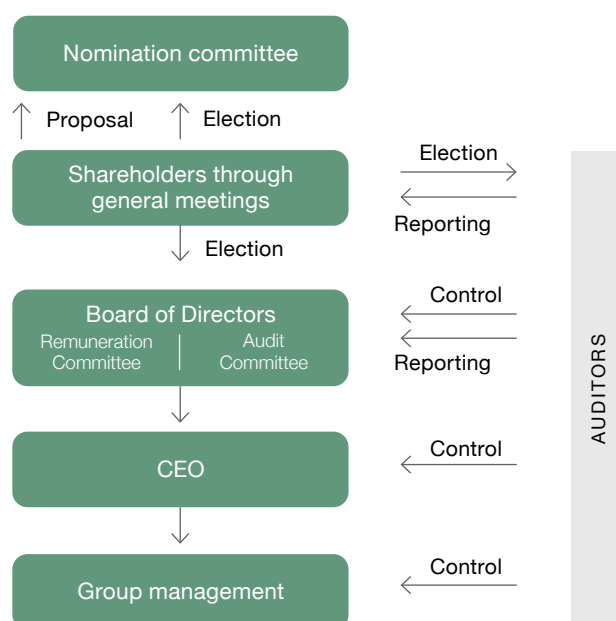 Nomination committee
Proposal
Election
Shareholders through
general meetings
Election
Reporting
Election
Board of Directors
Remuneration
Committee
Audit
Committee
Control
Reporting
CEO
Control
Group management
Control
AUDITORS